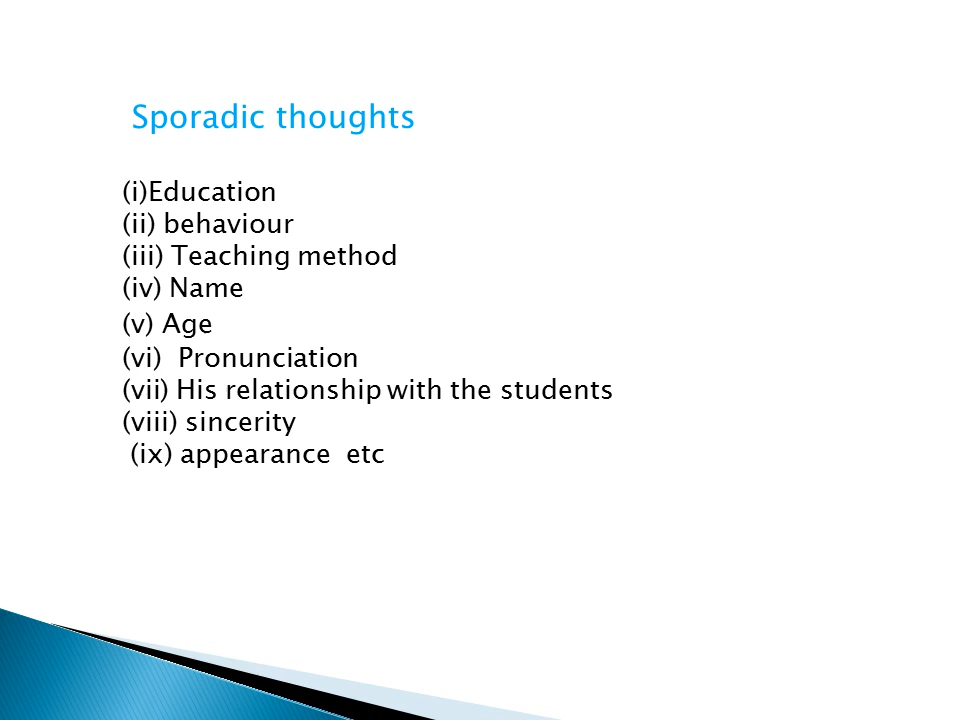 Sporadic thoughts
(i)Education
(ii) behaviour
(iii) Teaching method
(iv) Name
(v) Age
(vi)  Pronunciation
(vii) His relationship with the students
(viii) sincerity
(ix) appearance  etc